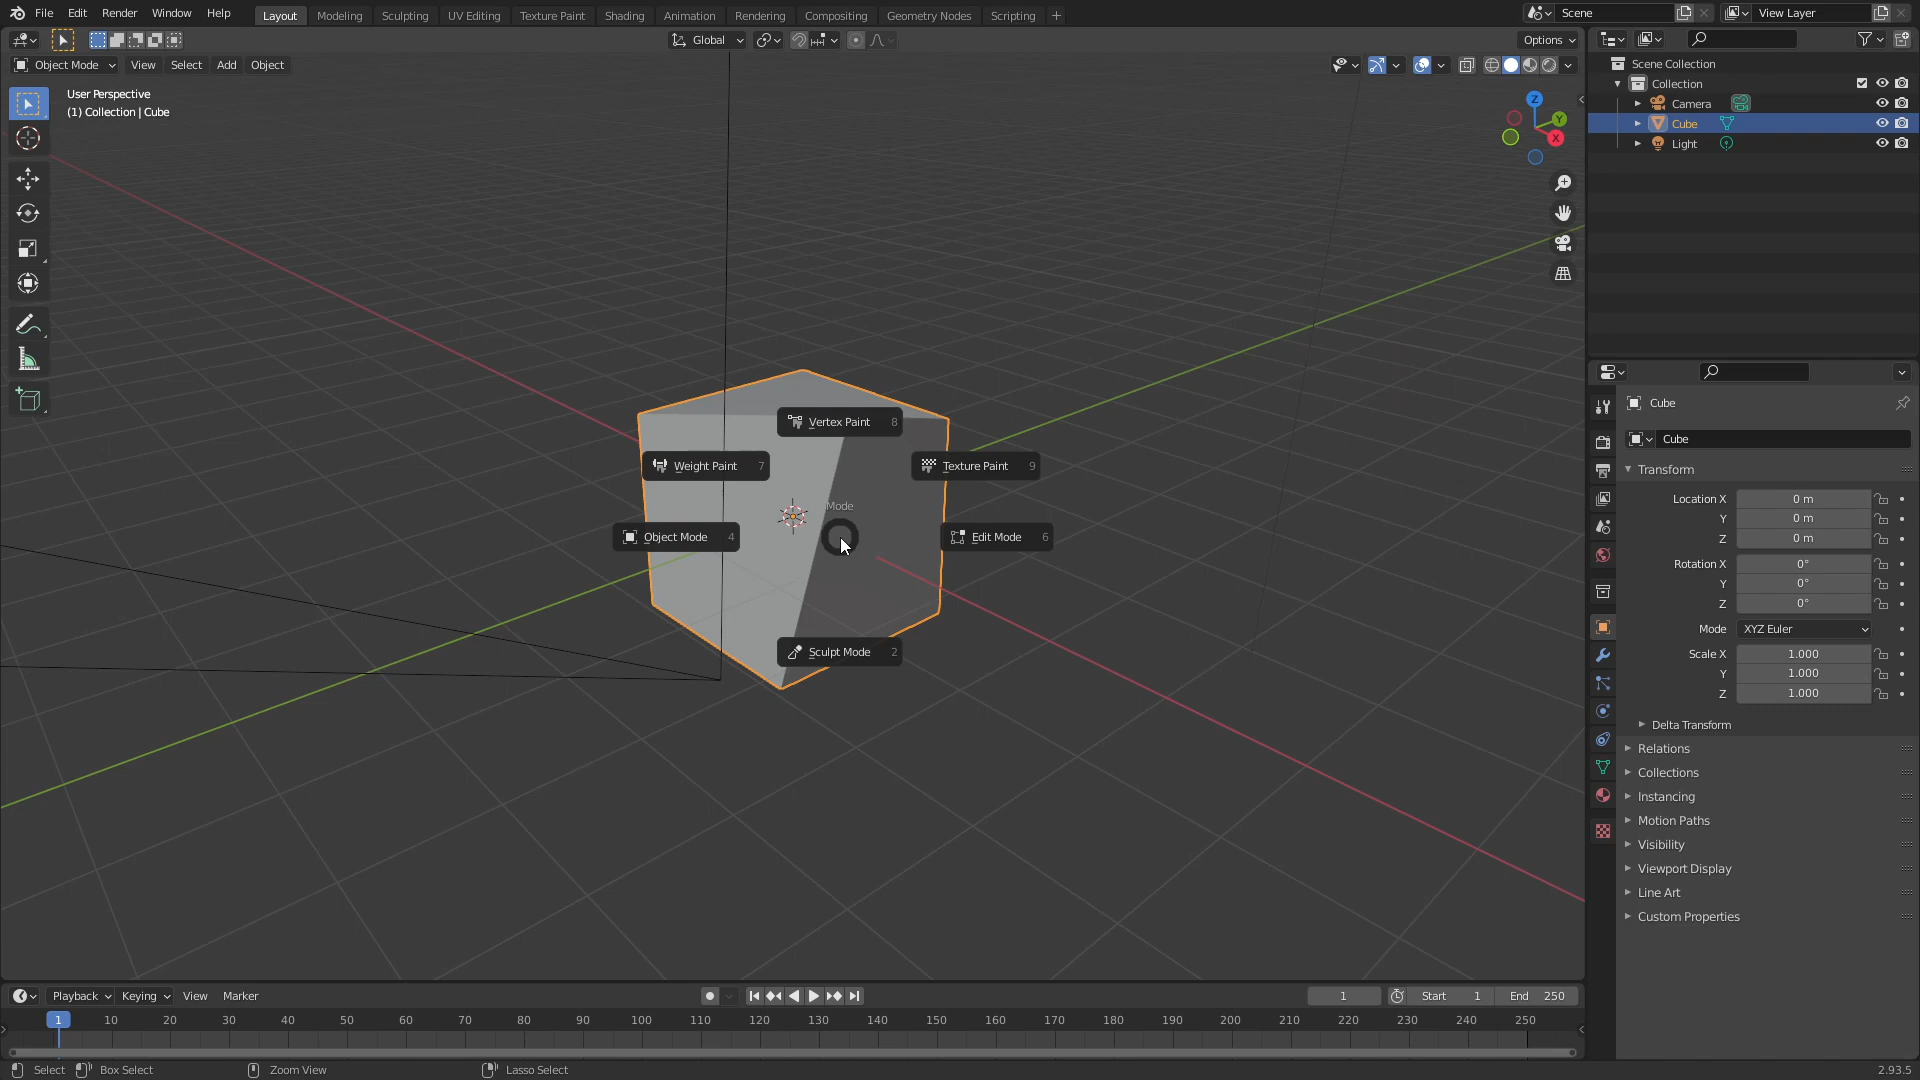 File Edit Render Window Help Layout Modeling Sculpting UV Editing Texture Paint Shading Animation Rendering Compositing Geometry Nodes Scripting + Scene View Layer
Global Options
Object Mode View Select Add Object
User Perspective
(1) Collection | Cube
Z
Y
X
Scene Collection
Collection
Camera
Cube
Light
Vertex Paint 8
Weight Paint 7
Texture Paint 9
Mode
Object Mode 4
Edit Mode 6
Sculpt Mode 2
Cube
Cube
Transform
Location X 0 m
Y 0 m
Z 0 m
Rotation X 0°
Y 0°
Z 0°
Mode XYZ Euler
Scale X 1.000
Y 1.000
Z 1.000
Delta Transform
Relations
Collections
Instancing
Motion Paths
Visibility
Viewport Display
Line Art
Custom Properties
Playback Keying View Marker 1 Start 1 End 250
1 10 20 30 40 50 60 70 80 90 100 110 120 130 140 150 160 170 180 190 200 210 220 230 240 250
Select Box Select Zoom View Lasso Select 2.93.5